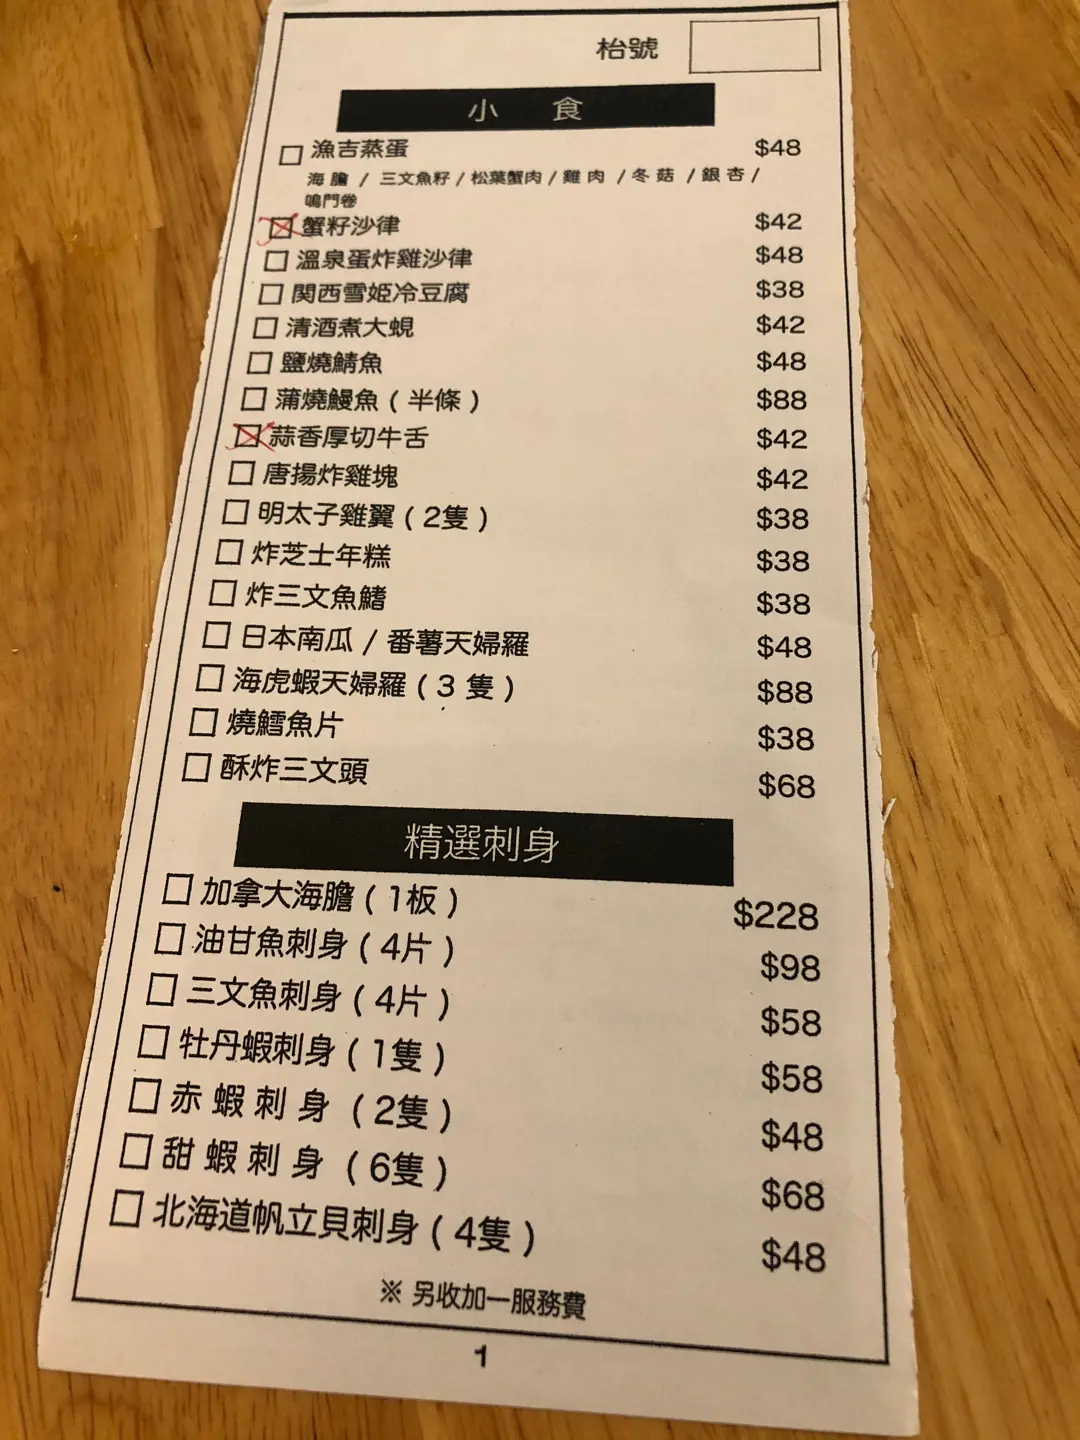 枱號
小 食
漁吉蒸蛋 $48
海膽 / 三文魚籽 / 松葉蟹肉 / 雞肉 / 冬菇 / 銀杏 /
鳴門卷
蟹籽沙律 $42
溫泉蛋炸雞沙律 $48
関西雪姫冷豆腐 $38
清酒煮大蜆 $42
鹽燒鯖魚 $48
蒲燒鰻魚 ( 半條 ) $88
蒜香厚切牛舌 $42
唐揚炸雞塊 $42
明太子雞翼 ( 2隻 ) $38
炸芝士年糕 $38
炸三文魚鰭 $38
日本南瓜 / 番薯天婦羅 $48
海虎蝦天婦羅 ( 3 隻 ) $88
燒鱈魚片 $38
酥炸三文頭 $68
精選刺身
加拿大海膽 ( 1板 ) $228
油甘魚刺身 ( 4片 ) $98
三文魚刺身 ( 4片 ) $58
牡丹蝦刺身 ( 1隻 ) $58
赤蝦刺身 ( 2隻 ) $48
甜蝦刺身 ( 6隻 ) $68
北海道帆立貝刺身 ( 4隻 ) $48
※ 另收加一服務費
1